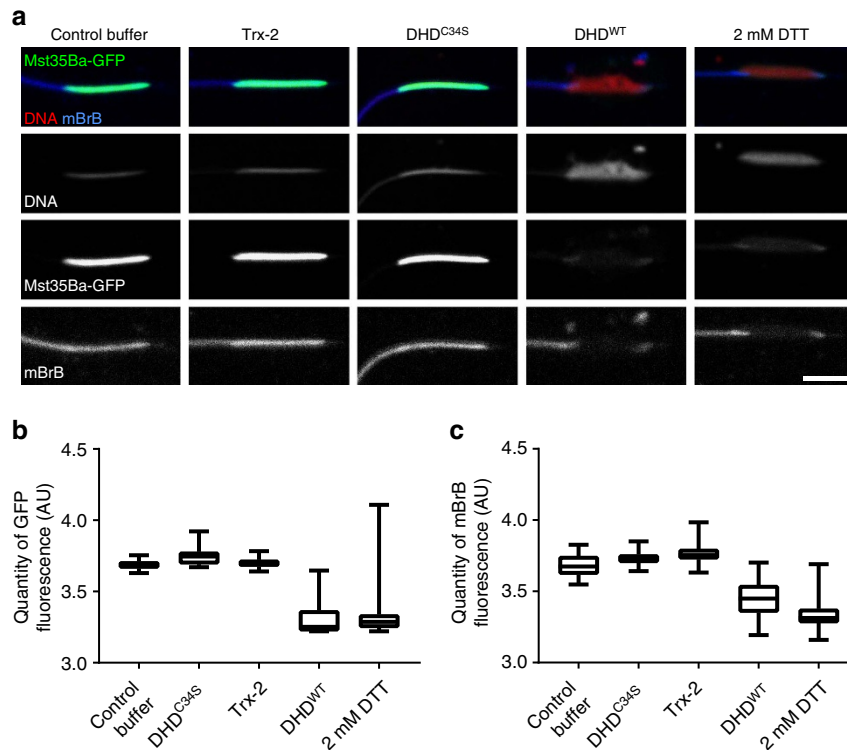 a
Control buffer Trx-2 DHD^C34S DHD^WT 2 mM DTT
Mst35Ba-GFP
DNA mBrB
DNA
Mst35Ba-GFP
mBrB
b
Quantity of GFP
fluorescence (AU)
4.5
4.0
3.5
3.0
Control
buffer
DHD^C34S
Trx-2
DHD^WT
2 mM DTT
c
Quantity of mBrB
fluorescence (AU)
4.5
4.0
3.5
3.0
Control
buffer
DHD^C34S
Trx-2
DHD^WT
2 mM DTT